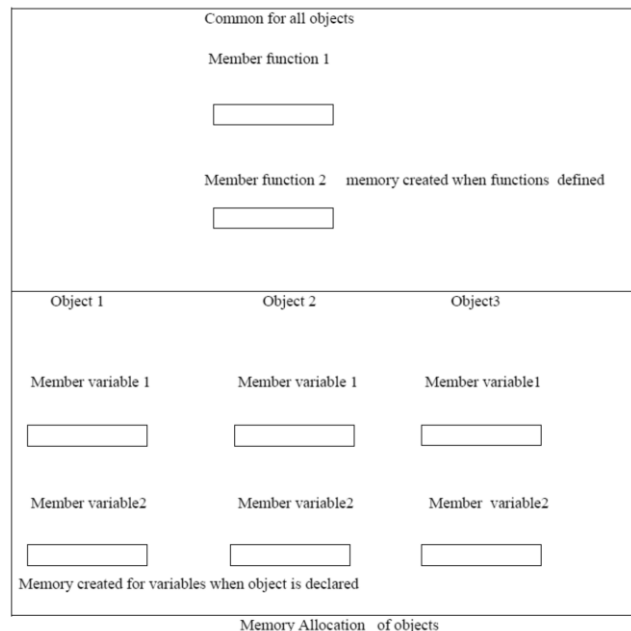 Common for all objects
Member function 1
Member function 2 memory created when functions defined
Object 1 Object 2 Object3
Member variable 1 Member variable 1 Member variable1
Member variable2 Member variable2 Member variable2
Memory created for variables when object is declared
Memory Allocation of objects